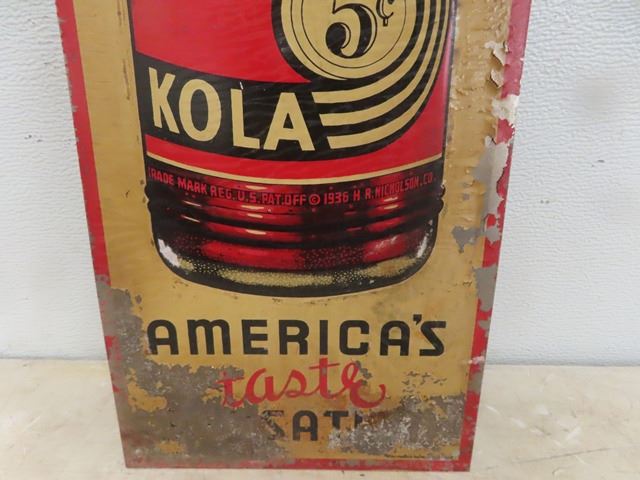 5¢
KOLA
TRADE MARK REG. U.S. PAT. OFF © 1936 H R. NICHOLSON. CO.
AMERICA'S
taste